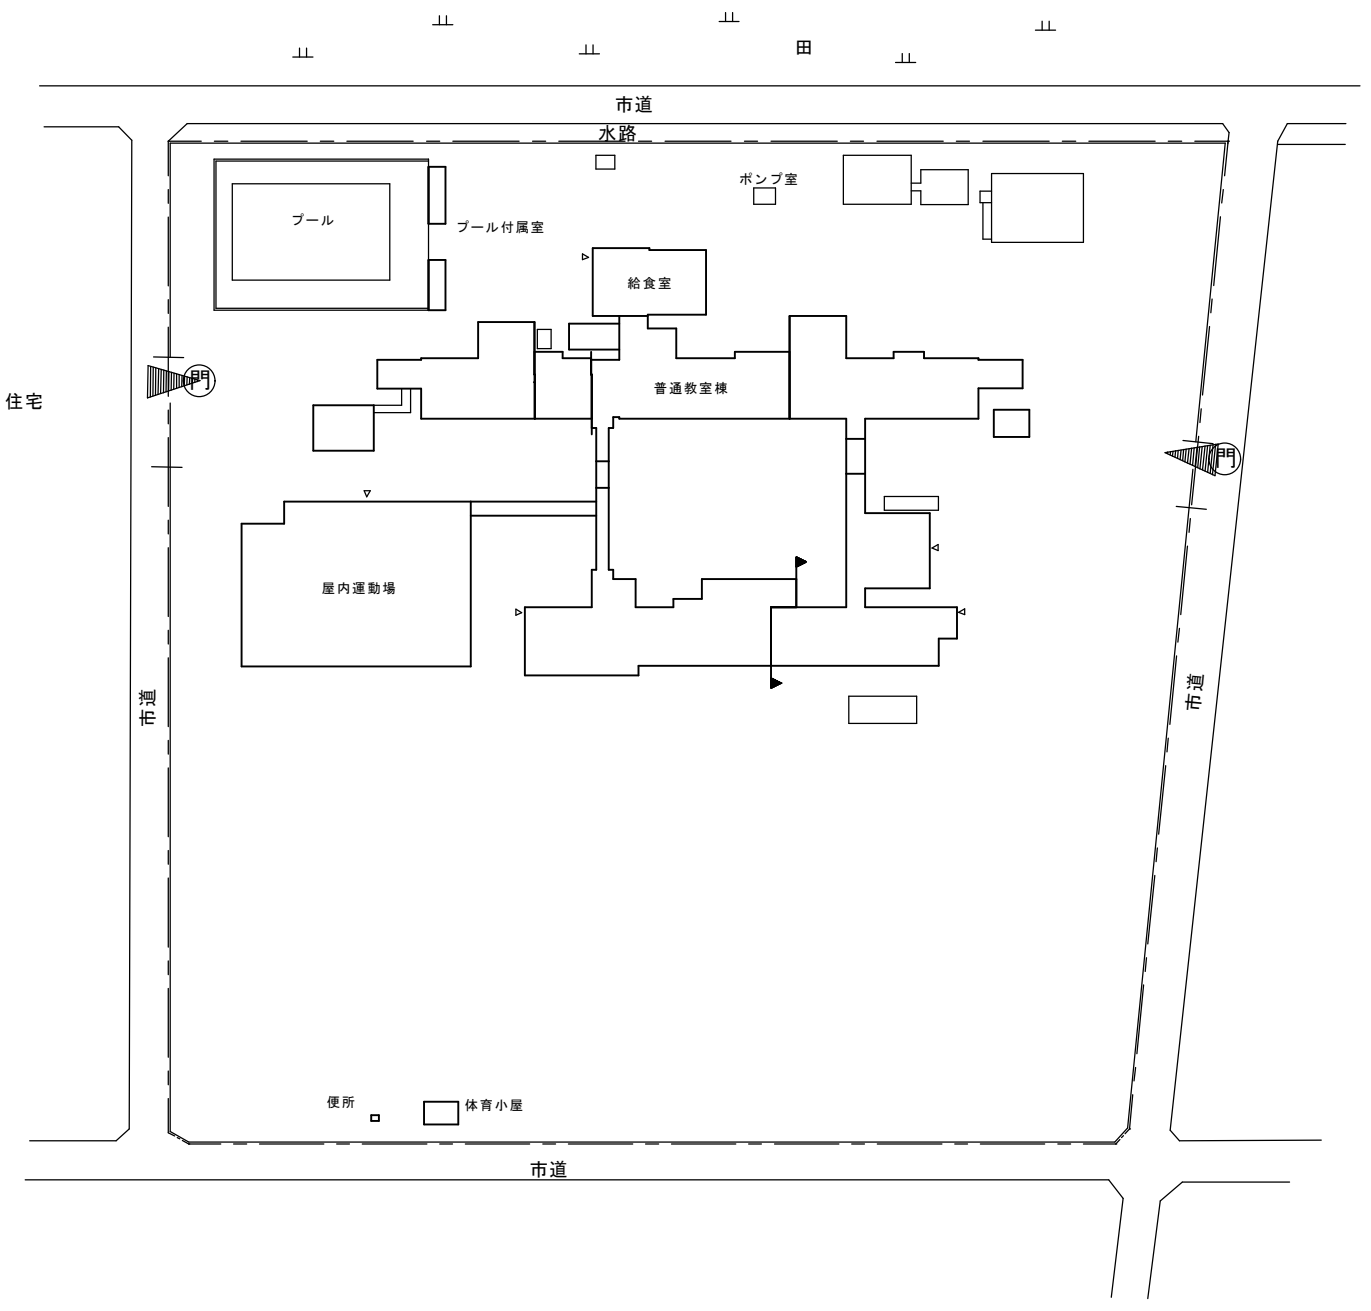 田
市道
水路
ポンプ室
プール
プール付属室
給食室
門
普通教室棟
住宅
門
屋内運動場
市道
市道
便所
体育小屋
市道